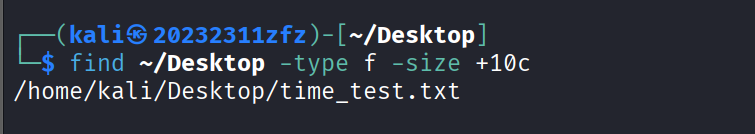 ┌──(kali㉿20232311zfz)-[~/Desktop]
└─$ find ~/Desktop -type f -size +10c
/home/kali/Desktop/time_test.txt